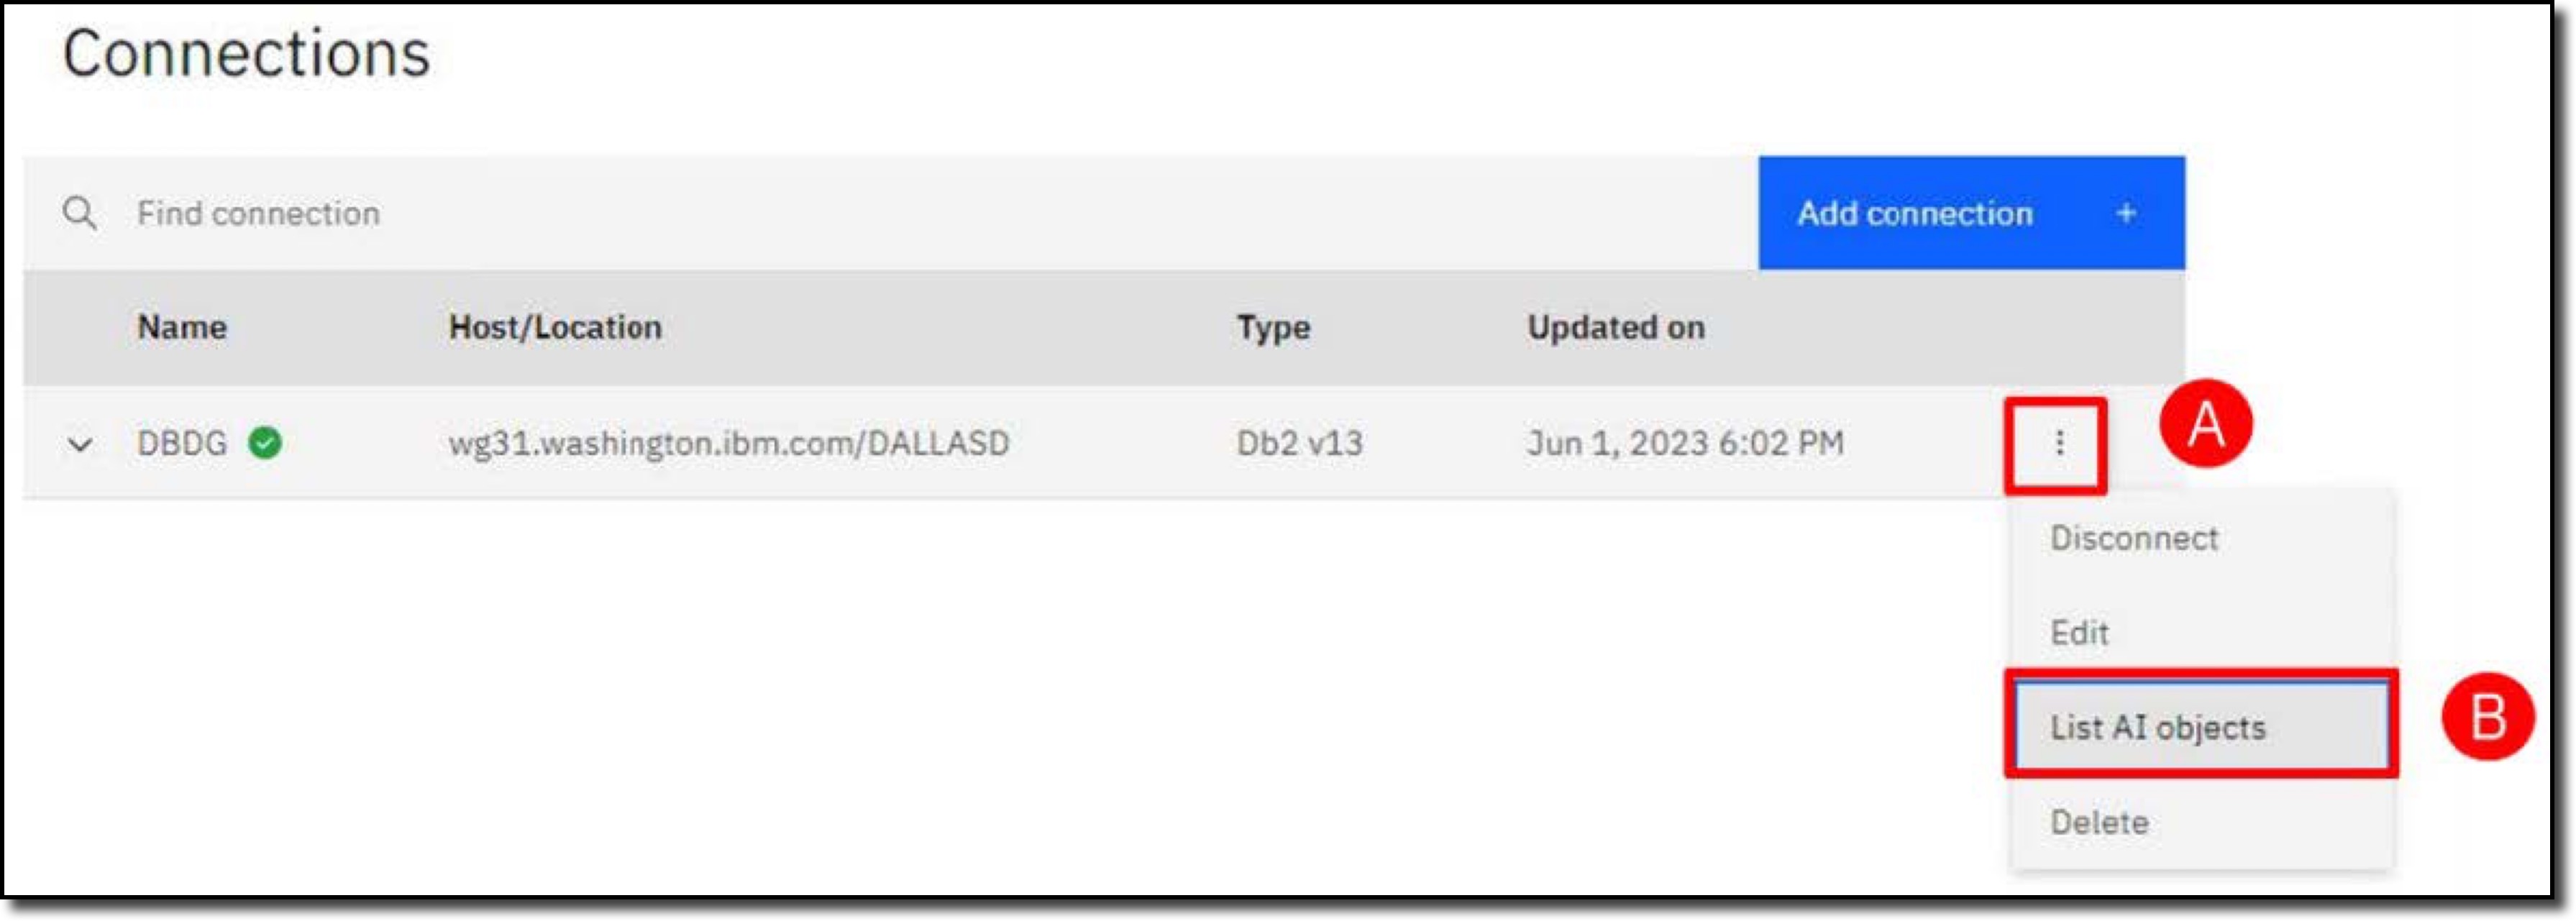 Connections
Find connection
Add connection +
Name Host/Location Type Updated on
DBDG wg31.washington.ibm.com/DALLASD Db2 v13 Jun 1, 2023 6:02 PM
A
Disconnect
Edit
List AI objects
B
Delete